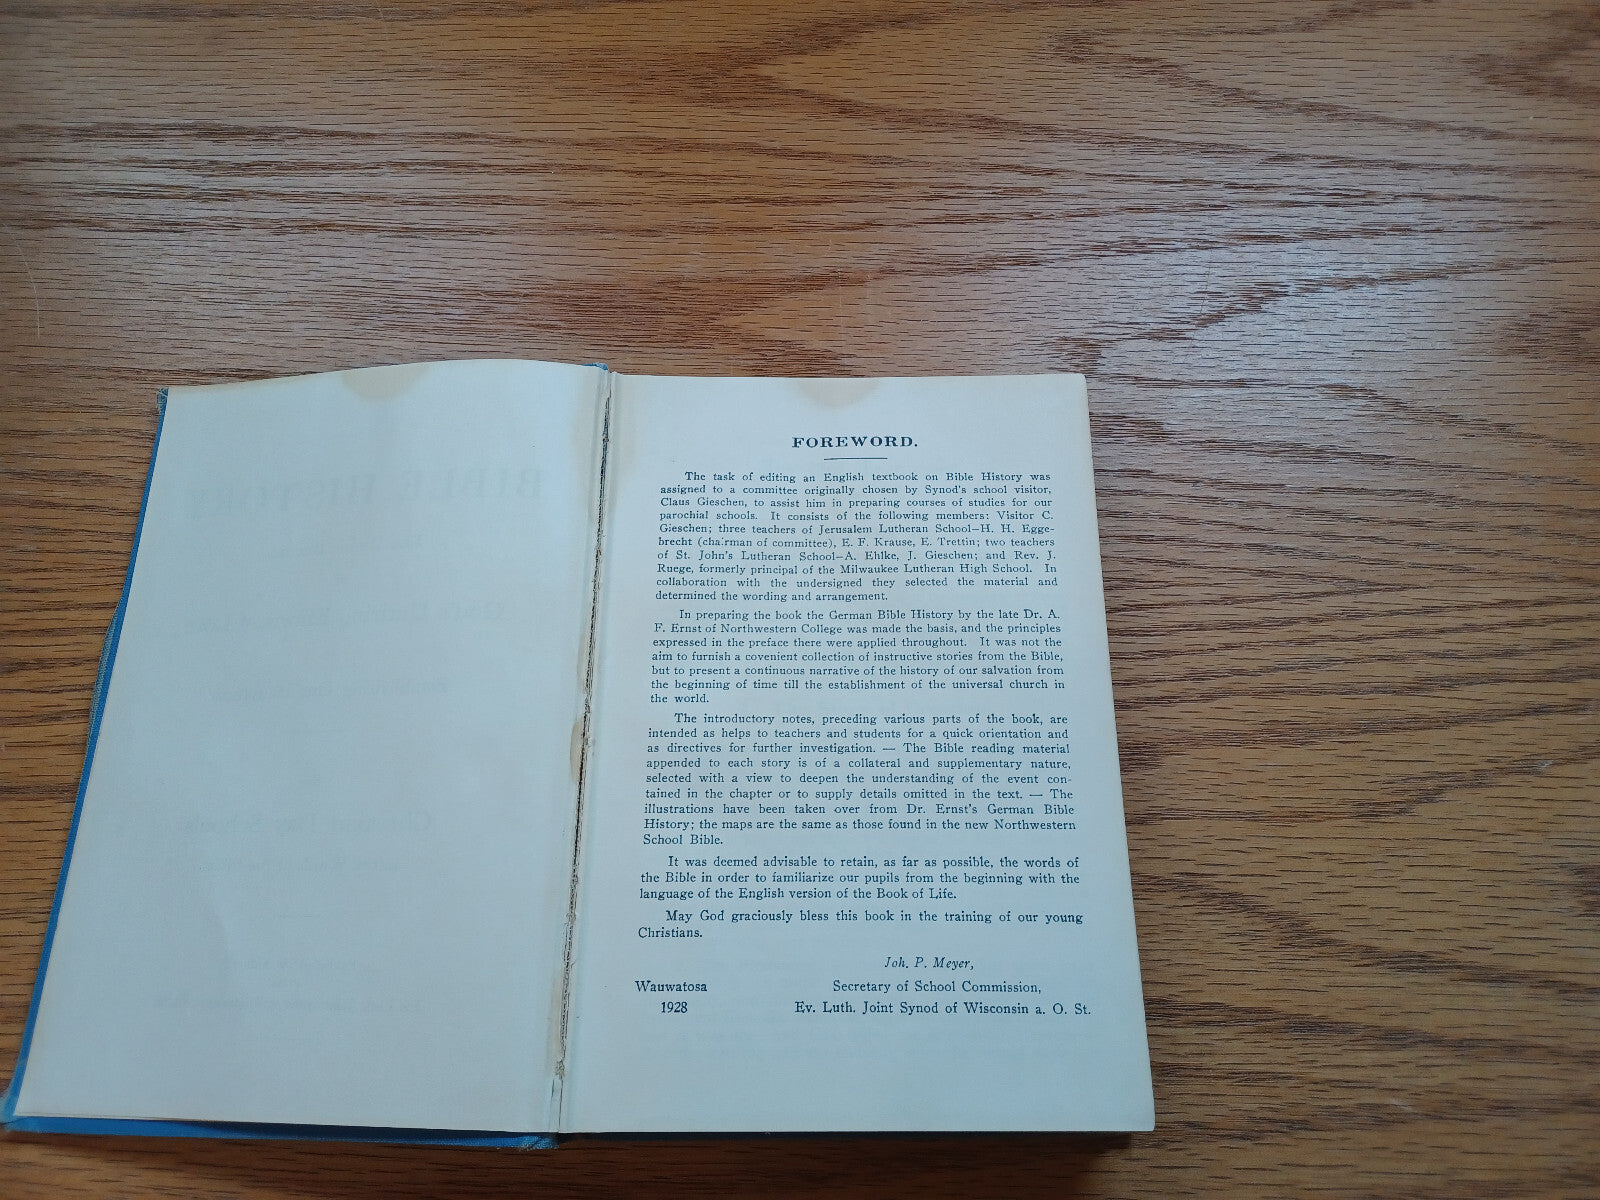 FOREWORD.
The task of editing an English textbook on Bible History was
assigned to a committee originally chosen by Synod's school visitor,
Claus Gieschen, to assist him in preparing courses of studies for our
parochial schools. It consists of the following members: Visitor C.
Gieschen; three teachers of Jerusalem Lutheran School—H. H. Egge-
brecht (chairman of committee), E. F. Krause, E. Trettin; two teachers
of St. John's Lutheran School—A. Ehlke, J. Gieschen; and Rev. J.
Ruege, formerly principal of the Milwaukee Lutheran High School. In
collaboration with the undersigned they selected the material and
determined the wording and arrangement.
In preparing the book the German Bible History by the late Dr. A.
F. Ernst of Northwestern College was made the basis, and the principles
expressed in the preface there were applied throughout. It was not the
aim to furnish a covenient collection of instructive stories from the Bible,
but to present a continuous narrative of the history of our salvation from
the beginning of time till the establishment of the universal church in
the world.
The introductory notes, preceding various parts of the book, are
intended as helps to teachers and students for a quick orientation and
as directives for further investigation. — The Bible reading material
appended to each story is of a collateral and supplementary nature,
selected with a view to deepen the understanding of the event con-
tained in the chapter or to supply details omitted in the text. — The
illustrations have been taken over from Dr. Ernst's German Bible
History; the maps are the same as those found in the new Northwestern
School Bible.
It was deemed advisable to retain, as far as possible, the words of
the Bible in order to familiarize our pupils from the beginning with the
language of the English version of the Book of Life.
May God graciously bless this book in the training of our young
Christians.
Joh. P. Meyer,
Wauwatosa Secretary of School Commission,
1928 Ev. Luth. Joint Synod of Wisconsin a. O. St.